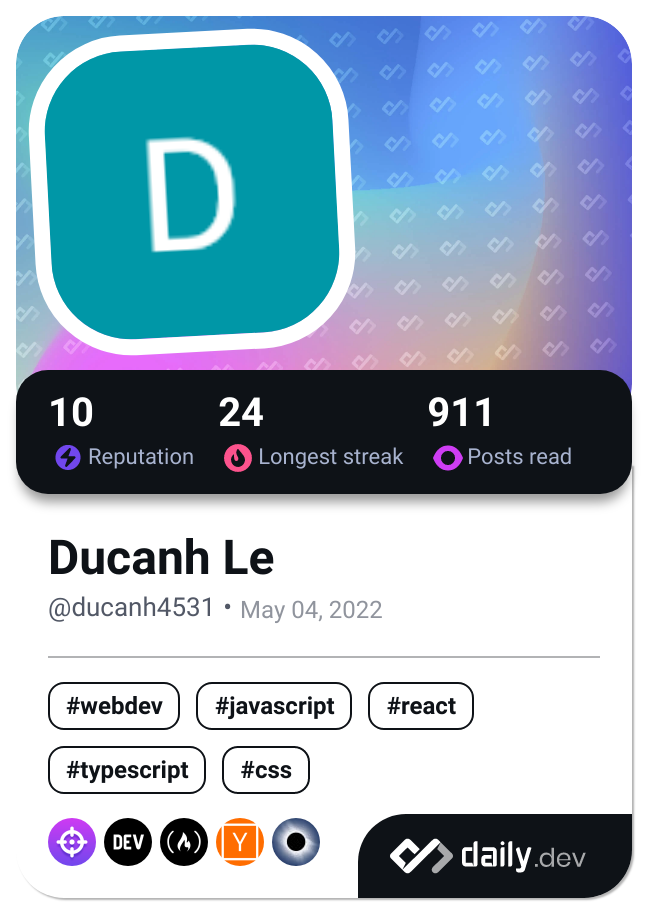 D
10 24 911
Reputation Longest streak Posts read
Ducanh Le
@ducanh4531 • May 04, 2022
#webdev #javascript #react
#typescript #css
DEV Y daily.dev